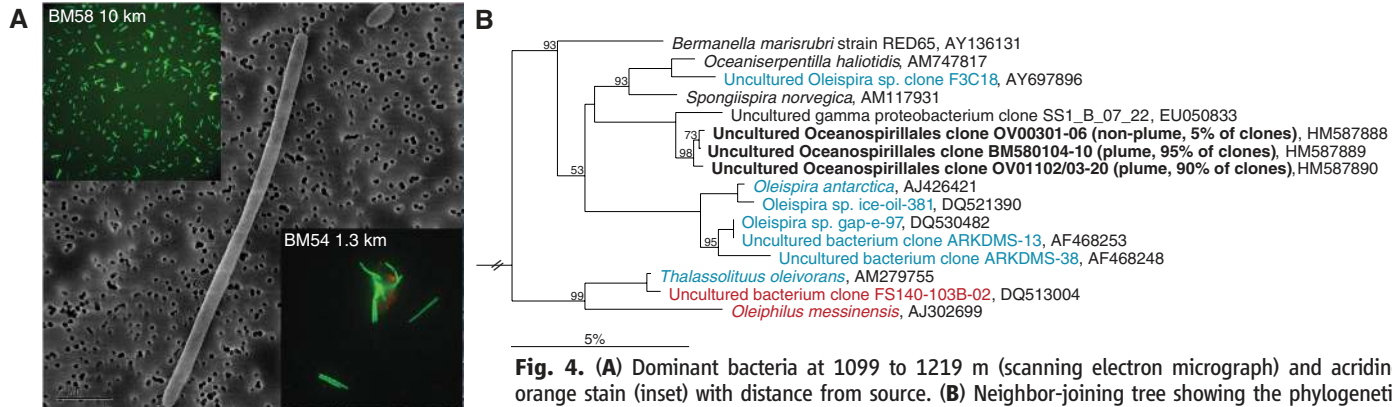 A
BM58 10 km
BM54 1.3 km
B
93
Bermanella marisrubri strain RED65, AY136131
Oceaniserpentilla haliotidis, AM747817
93
Uncultured Oleispira sp. clone F3C18, AY697896
Spongiispira norvegica, AM117931
Uncultured gamma proteobacterium clone SS1_B_07_22, EU050833
73
Uncultured Oceanospirillales clone OV00301-06 (non-plume, 5% of clones), HM587888
98
Uncultured Oceanospirillales clone BM580104-10 (plume, 95% of clones), HM587889
Uncultured Oceanospirillales clone OV01102/03-20 (plume, 90% of clones),HM587890
53
Oleispira antarctica, AJ426421
Oleispira sp. ice-oil-381, DQ521390
Oleispira sp. gap-e-97, DQ530482
95
Uncultured bacterium clone ARKDMS-13, AF468253
Uncultured bacterium clone ARKDMS-38, AF468248
Thalassolituus oleivorans, AM279755
99
Uncultured bacterium clone FS140-103B-02, DQ513004
Oleiphilus messinensis, AJ302699
5%
Fig. 4. (A) Dominant bacteria at 1099 to 1219 m (scanning electron micrograph) and acridin
orange stain (inset) with distance from source. (B) Neighbor-joining tree showing the phylogeneti